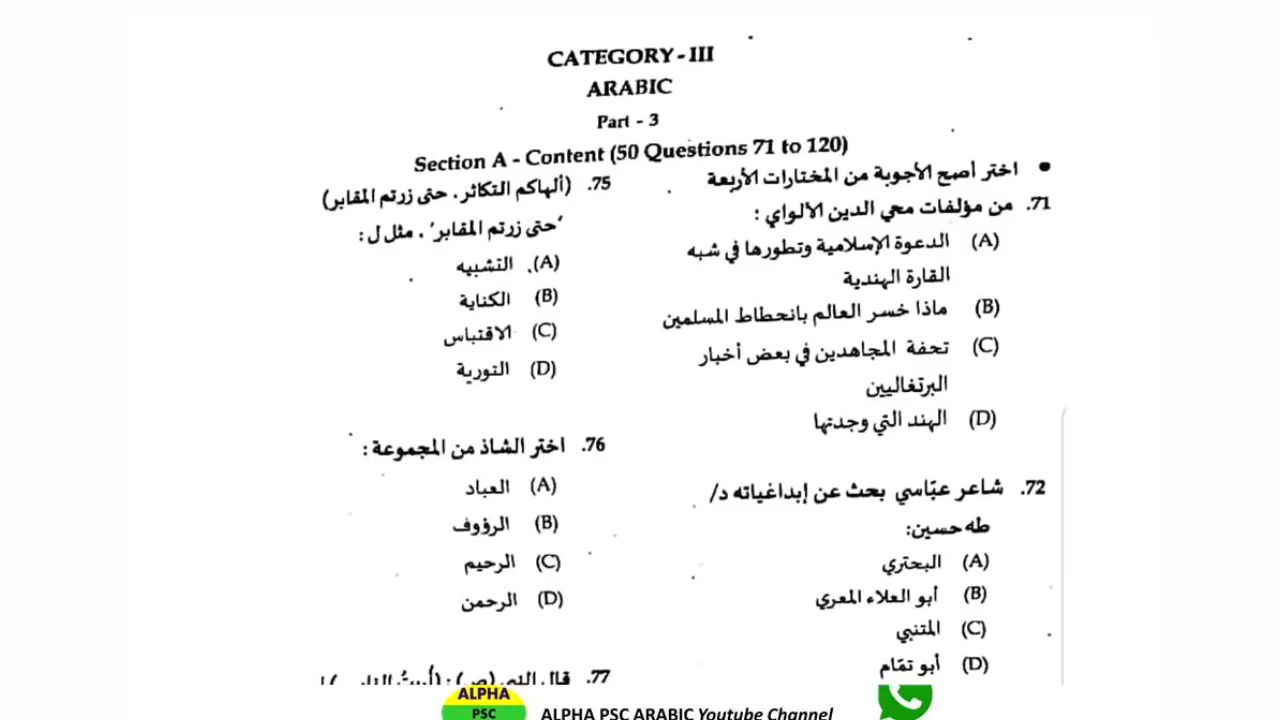 CATEGORY-III
ARABIC
Part - 3
Section A - Content (50 Questions 71 to 120)
● اختر أصح الأجوبة من المختارات الأربعة
71. من مؤلفات محي الدين الالواي :
(A) الدعوة الإسلامية وتطورها في شبه
القارة الهندية
(B) ماذا خسر العالم بانحطاط المسلمين
(C) تحفة المجاهدين في بعض أخبار
البرتغاليين
(D) الهند التي وجدتها
72. شاعر عبّاسي بحث عن إبداغياته د/
طه حسين:
(A) البحتري
(B) أبو العلاء المعري
(C) المتنبي
(D) أبو تمّام
75. (ألهاكم التكاثر. حتى زرتم المقابر)
'حتى زرتم المقابر'. مثل ل :
(A) التشبيه
(B) الكناية
(C) الاقتباس
(D) التورية
76. اختر الشاذ من المجموعة :
(A) العباد
(B) الرؤوف
(C) الرحيم
(D) الرحمن
77. قال النبي (ص) :
ALPHA
PSC
ALPHA PSC ARABIC Youtube Channel